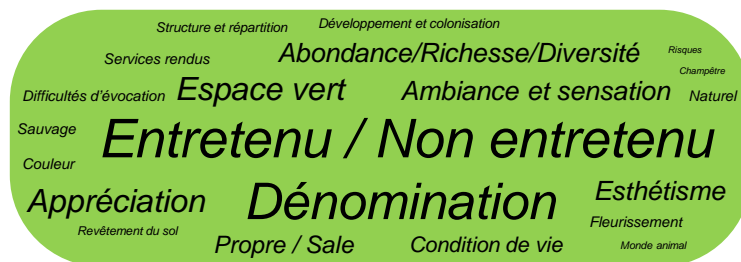 Structure et répartition
Développement et colonisation
Services rendus
Abondance/Richesse/Diversité
Risques
Champêtre
Difficultés d'évocation
Espace vert
Ambiance et sensation
Naturel
Sauvage
Entretenu / Non entretenu
Couleur
Appréciation
Dénomination
Esthétisme
Fleurissement
Revêtement du sol
Propre / Sale
Condition de vie
Monde animal